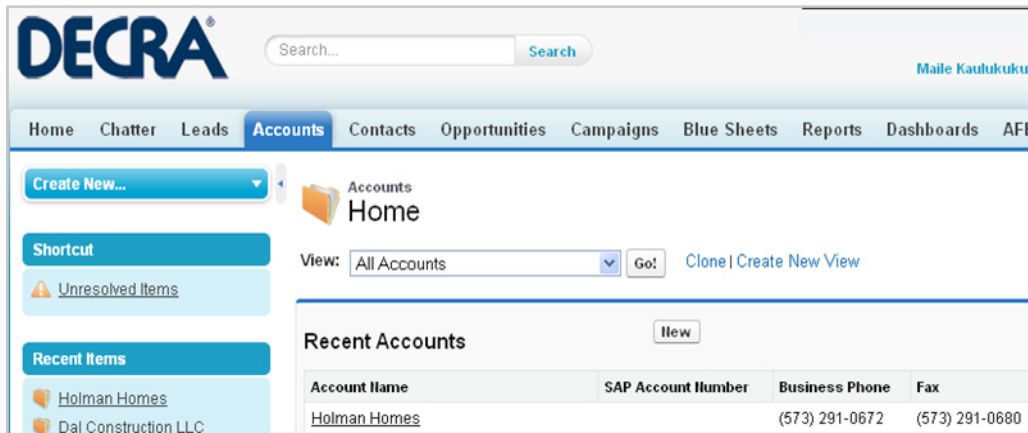 DECRA®
Search...
Search
Maile Kaulukuku
Home Chatter Leads Accounts Contacts Opportunities Campaigns Blue Sheets Reports Dashboards
Create New...
Accounts
Home
Shortcut
Unresolved Items
View: All Accounts Go! Clone | Create New View
Recent Accounts New
Recent Items
Holman Homes
Dal Construction LLC
Account Name SAP Account Number Business Phone Fax
Holman Homes (573) 291-0672 (573) 291-0680